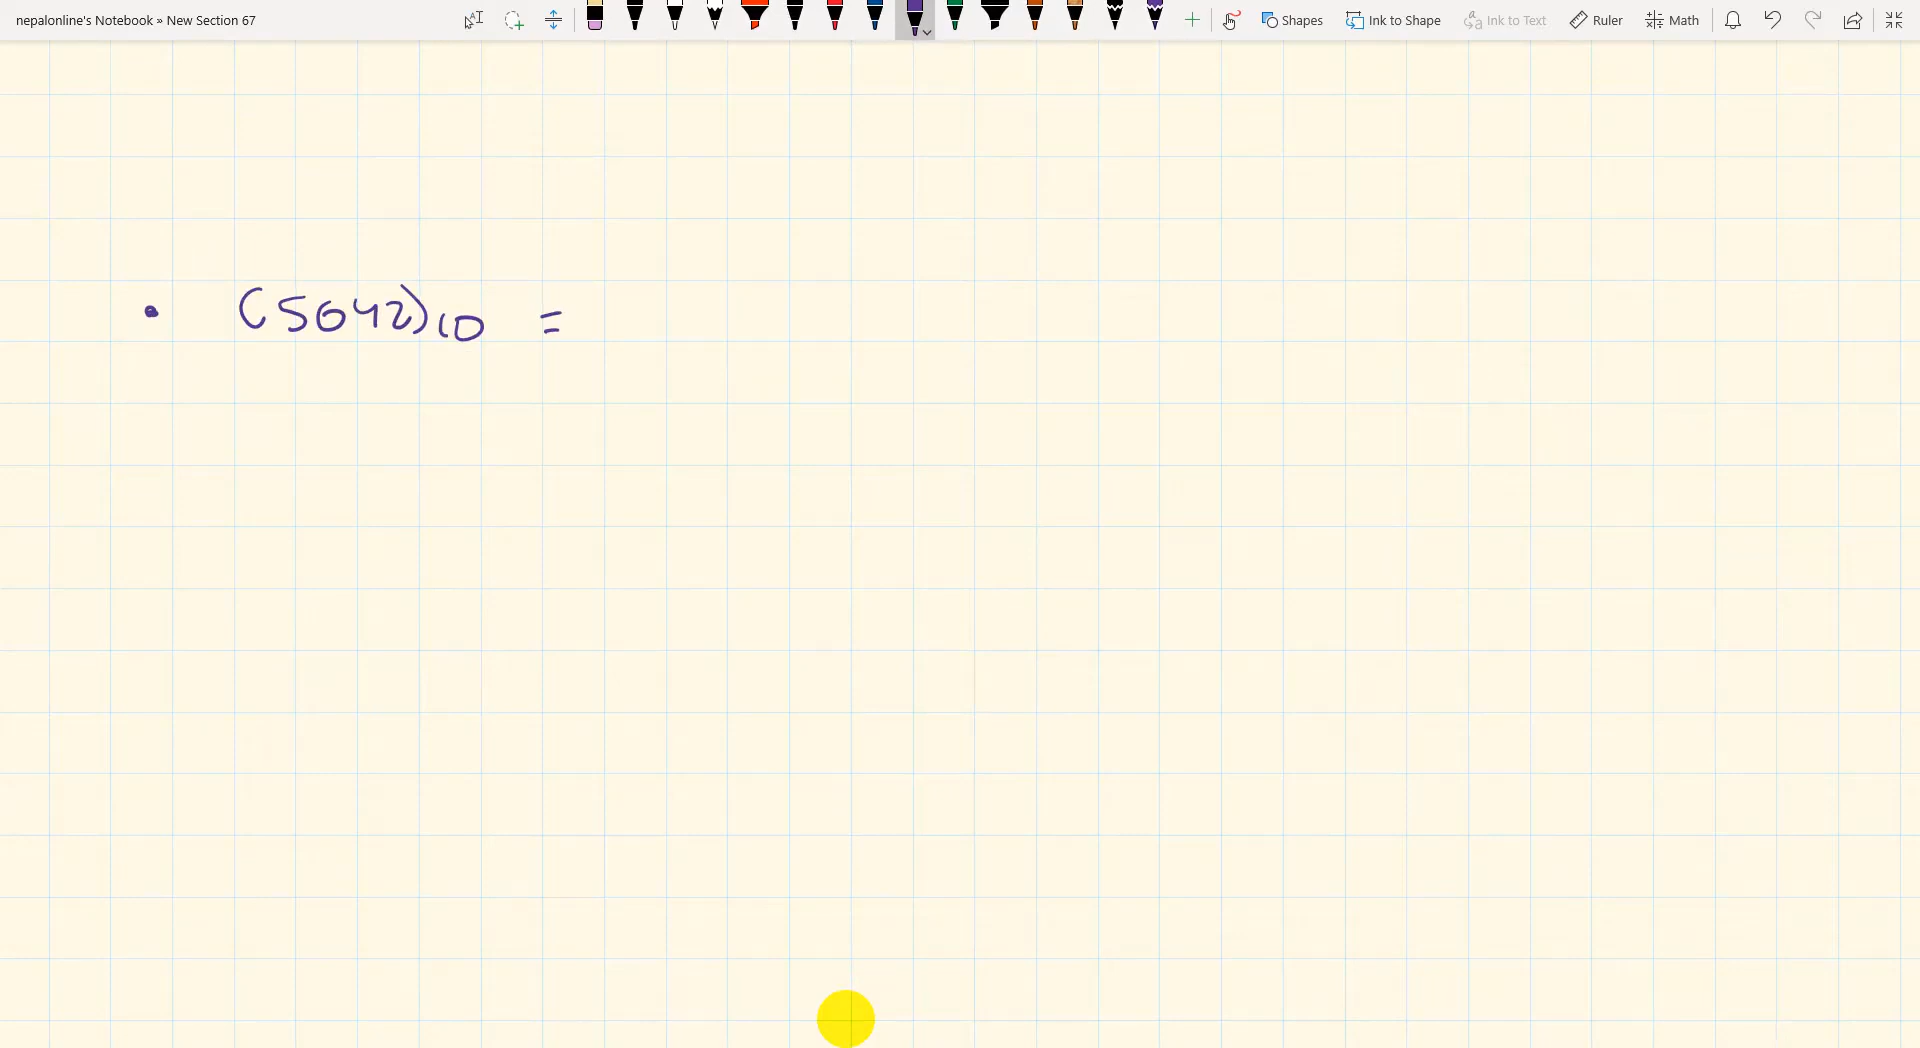 nepalonline's Notebook » New Section 67 Shapes Ink to Shape Ink to Text Ruler Math
• (5642)10 =